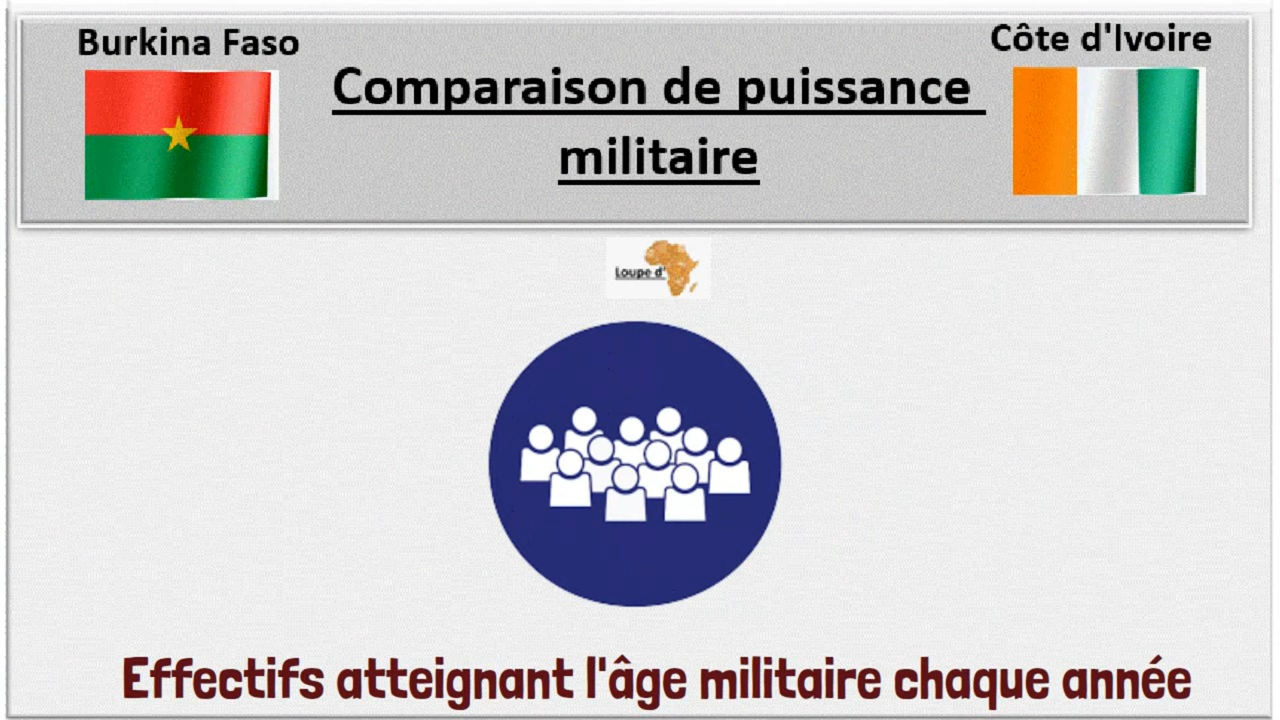 Burkina Faso
Côte d'Ivoire
Comparaison de puissance
militaire
Loupe d'
Effectifs atteignant l'âge militaire chaque année